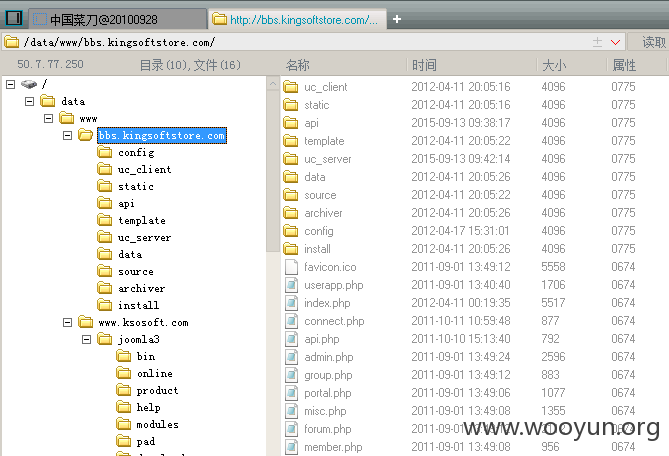 中国菜刀@20100928 http://bbs.kingsoftstore.com/... +
/data/www/bbs.kingsoftstore.com/ 读取
50.7.77.250 目录(10),文件(16) 名称 时间 大小 属性
/
data
www
bbs.kingsoftstore.com
config
uc_client
static
api
template
uc_server
data
source
archiver
install
www.ksosoft.com
joomla3
bin
online
product
help
modules
pad
uc_client 2012-04-11 20:05:16 4096 0775
static 2012-04-11 20:05:16 4096 0775
api 2015-09-13 09:38:17 4096 0775
template 2012-04-11 20:05:22 4096 0775
uc_server 2015-09-13 09:42:14 4096 0775
data 2012-04-11 20:05:26 4096 0775
source 2012-04-11 20:05:22 4096 0775
archiver 2012-04-11 20:05:26 4096 0775
config 2012-04-17 15:31:01 4096 0775
install 2012-04-11 20:05:26 4096 0775
favicon.ico 2011-09-01 13:49:12 5558 0674
userapp.php 2011-09-01 13:40:40 1706 0674
index.php 2012-04-11 00:19:35 5517 0674
connect.php 2011-10-11 10:59:48 877 0674
api.php 2011-10-10 15:13:40 792 0674
admin.php 2011-09-01 13:49:24 2596 0674
group.php 2011-09-01 13:49:12 883 0674
portal.php 2011-09-01 13:49:06 1077 0674
misc.php 2011-09-01 13:49:08 1355 0674
forum.php 2011-09-01 13:49:08 0674
member.php 2011-09-01 13:49:08 956 0674
www.wooyun.org